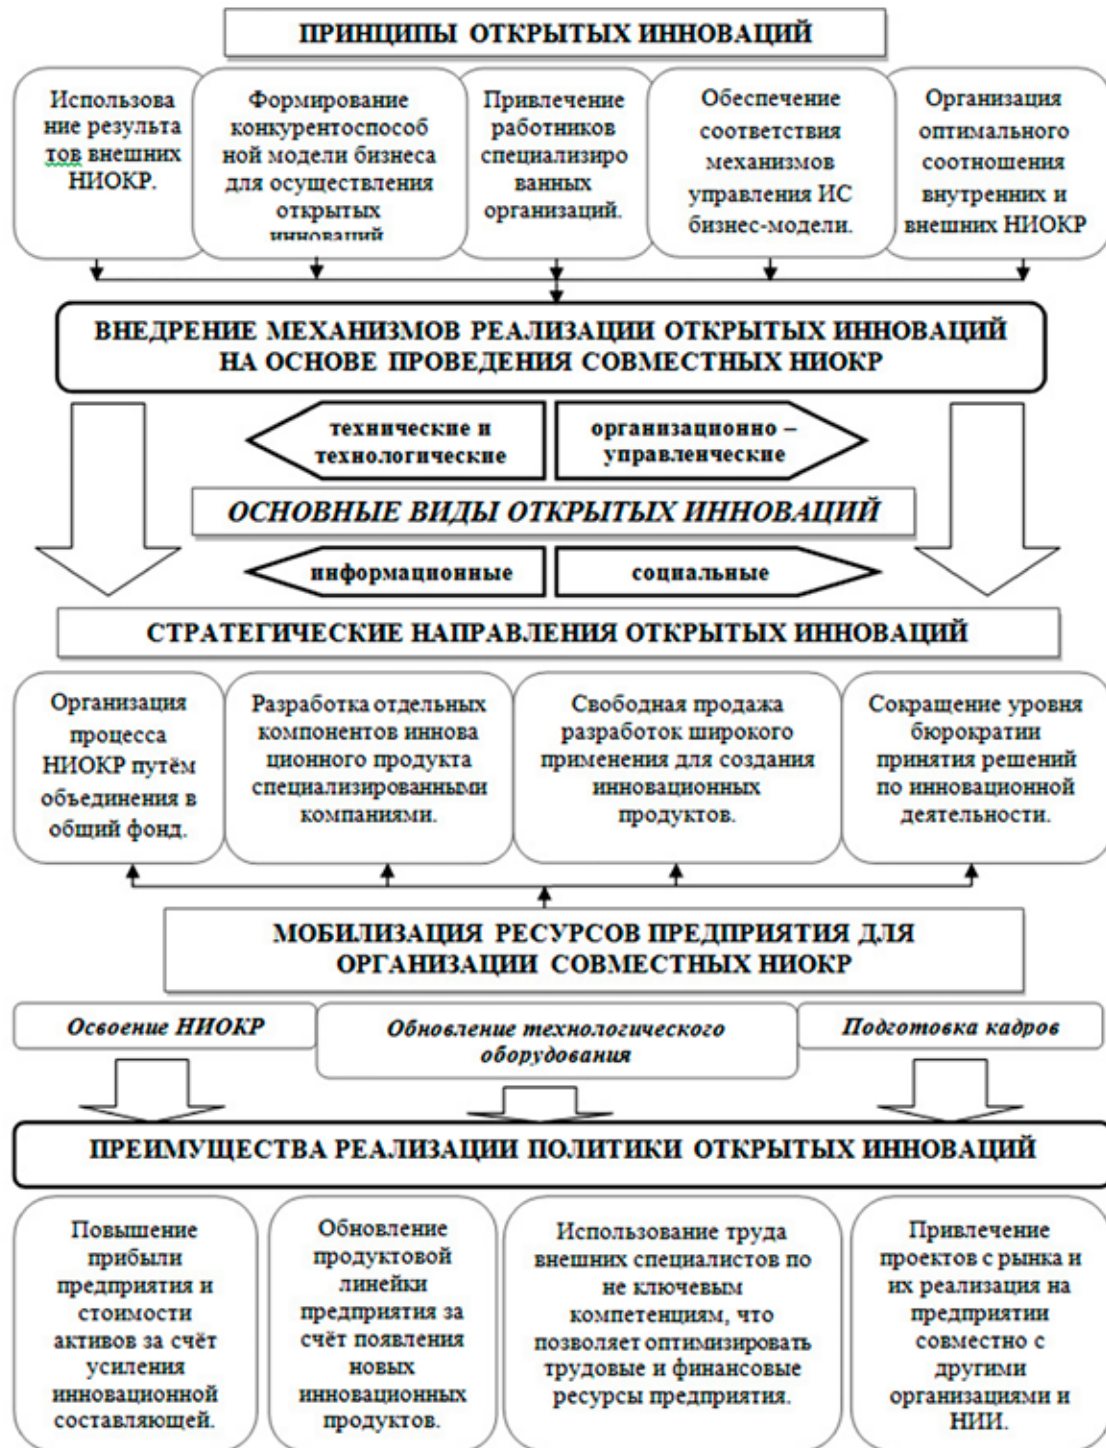 ПРИНЦИПЫ ОТКРЫТЫХ ИННОВАЦИЙ
Использова
ние результа
тов внешних
НИОКР.
Формирование
конкурентоспособ
ной модели бизнеса
для осуществления
открытых
инноваций
Привлечение
работников
специализиро
ванных
организаций.
Обеспечение
соответствия
механизмов
управления ИС
бизнес-модели.
Организация
оптимального
соотношения
внутренних и
внешних НИОКР
ВНЕДРЕНИЕ МЕХАНИЗМОВ РЕАЛИЗАЦИИ ОТКРЫТЫХ ИННОВАЦИЙ
НА ОСНОВЕ ПРОВЕДЕНИЯ СОВМЕСТНЫХ НИОКР
технические и
технологические
организационно –
управленческие
ОСНОВНЫЕ ВИДЫ ОТКРЫТЫХ ИННОВАЦИЙ
информационные
социальные
СТРАТЕГИЧЕСКИЕ НАПРАВЛЕНИЯ ОТКРЫТЫХ ИННОВАЦИЙ
Организация
процесса
НИОКР путём
объединения в
общий фонд.
Разработка отдельных
компонентов иннова
ционного продукта
специализированными
компаниями.
Свободная продажа
разработок широкого
применения для создания
инновационных
продуктов.
Сокращение уровня
бюрократии
принятия решений
по инновационной
деятельности.
МОБИЛИЗАЦИЯ РЕСУРСОВ ПРЕДПРИЯТИЯ ДЛЯ
ОРГАНИЗАЦИИ СОВМЕСТНЫХ НИОКР
Освоение НИОКР
Обновление технологического
оборудования
Подготовка кадров
ПРЕИМУЩЕСТВА РЕАЛИЗАЦИИ ПОЛИТИКИ ОТКРЫТЫХ ИННОВАЦИЙ
Повышение
прибыли
предприятия и
стоимости
активов за счёт
усиления
инновационной
составляющей.
Обновление
продуктовой
линейки
предприятия за
счёт появления
новых
инновационных
продуктов.
Использование труда
внешних специалистов по
не ключевым
компетенциям, что
позволяет оптимизировать
трудовые и финансовые
ресурсы предприятия.
Привлечение
проектов с рынка и
их реализация на
предприятии
совместно с
другими
организациями и
НИИ.